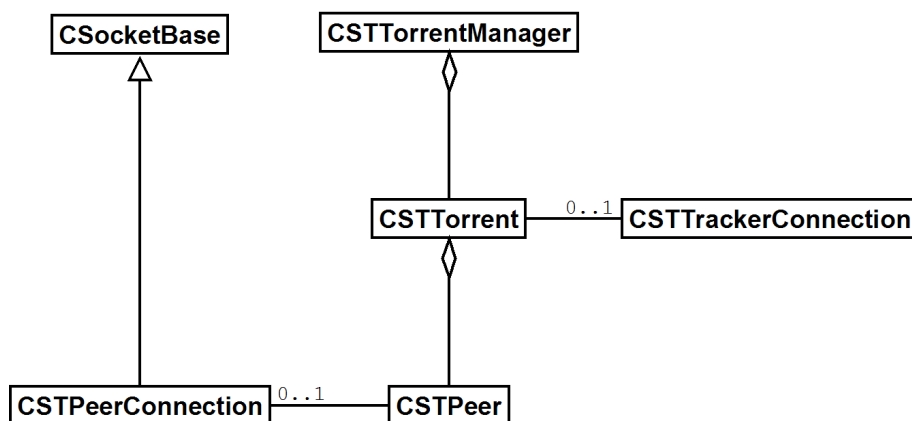 CSocketBase
CSTTorrentManager
CSTTorrent
0..1
CSTTrackerConnection
CSTPeerConnection
0..1
CSTPeer